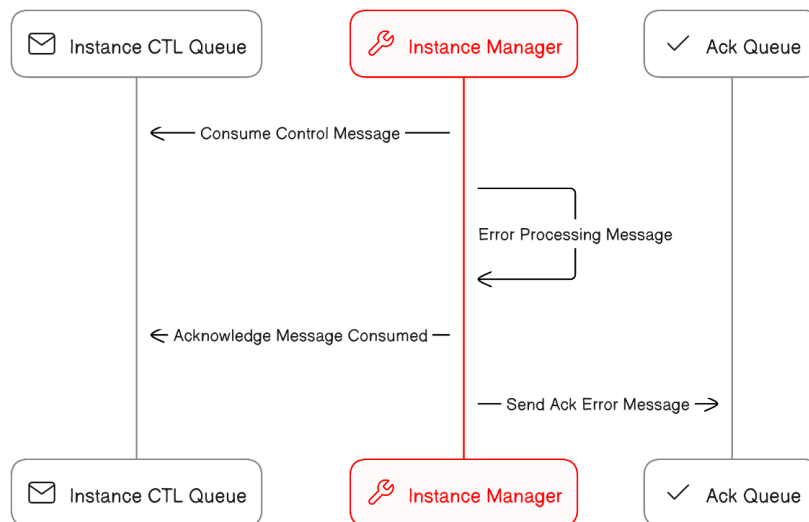 Instance CTL Queue
Instance Manager
Ack Queue
Consume Control Message
Error Processing Message
Acknowledge Message Consumed
Send Ack Error Message
Instance CTL Queue
Instance Manager
Ack Queue